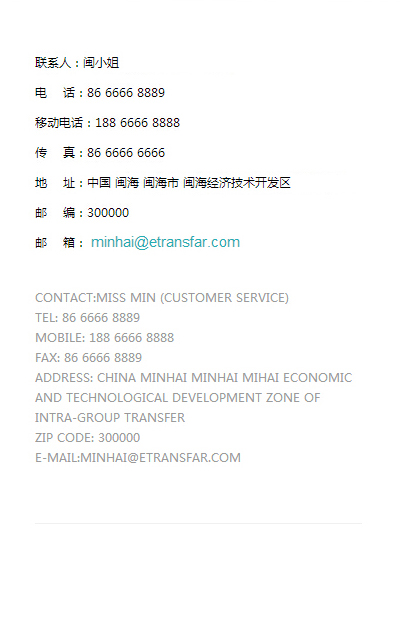 联系人：闽小姐
电 话：86 6666 8889
移动电话：188 6666 8888
传 真：86 6666 6666
地 址：中国 闽海 闽海市 闽海经济技术开发区
邮 编：300000
邮 箱： minhai@etransfar.com
CONTACT:MISS MIN (CUSTOMER SERVICE)
TEL: 86 6666 8889
MOBILE: 188 6666 8888
FAX: 86 6666 8889
ADDRESS: CHINA MINHAI MINHAI MIHAI ECONOMIC
AND TECHNOLOGICAL DEVELOPMENT ZONE OF
INTRA-GROUP TRANSFER
ZIP CODE: 300000
E-MAIL:MINHAI@ETRANSFAR.COM